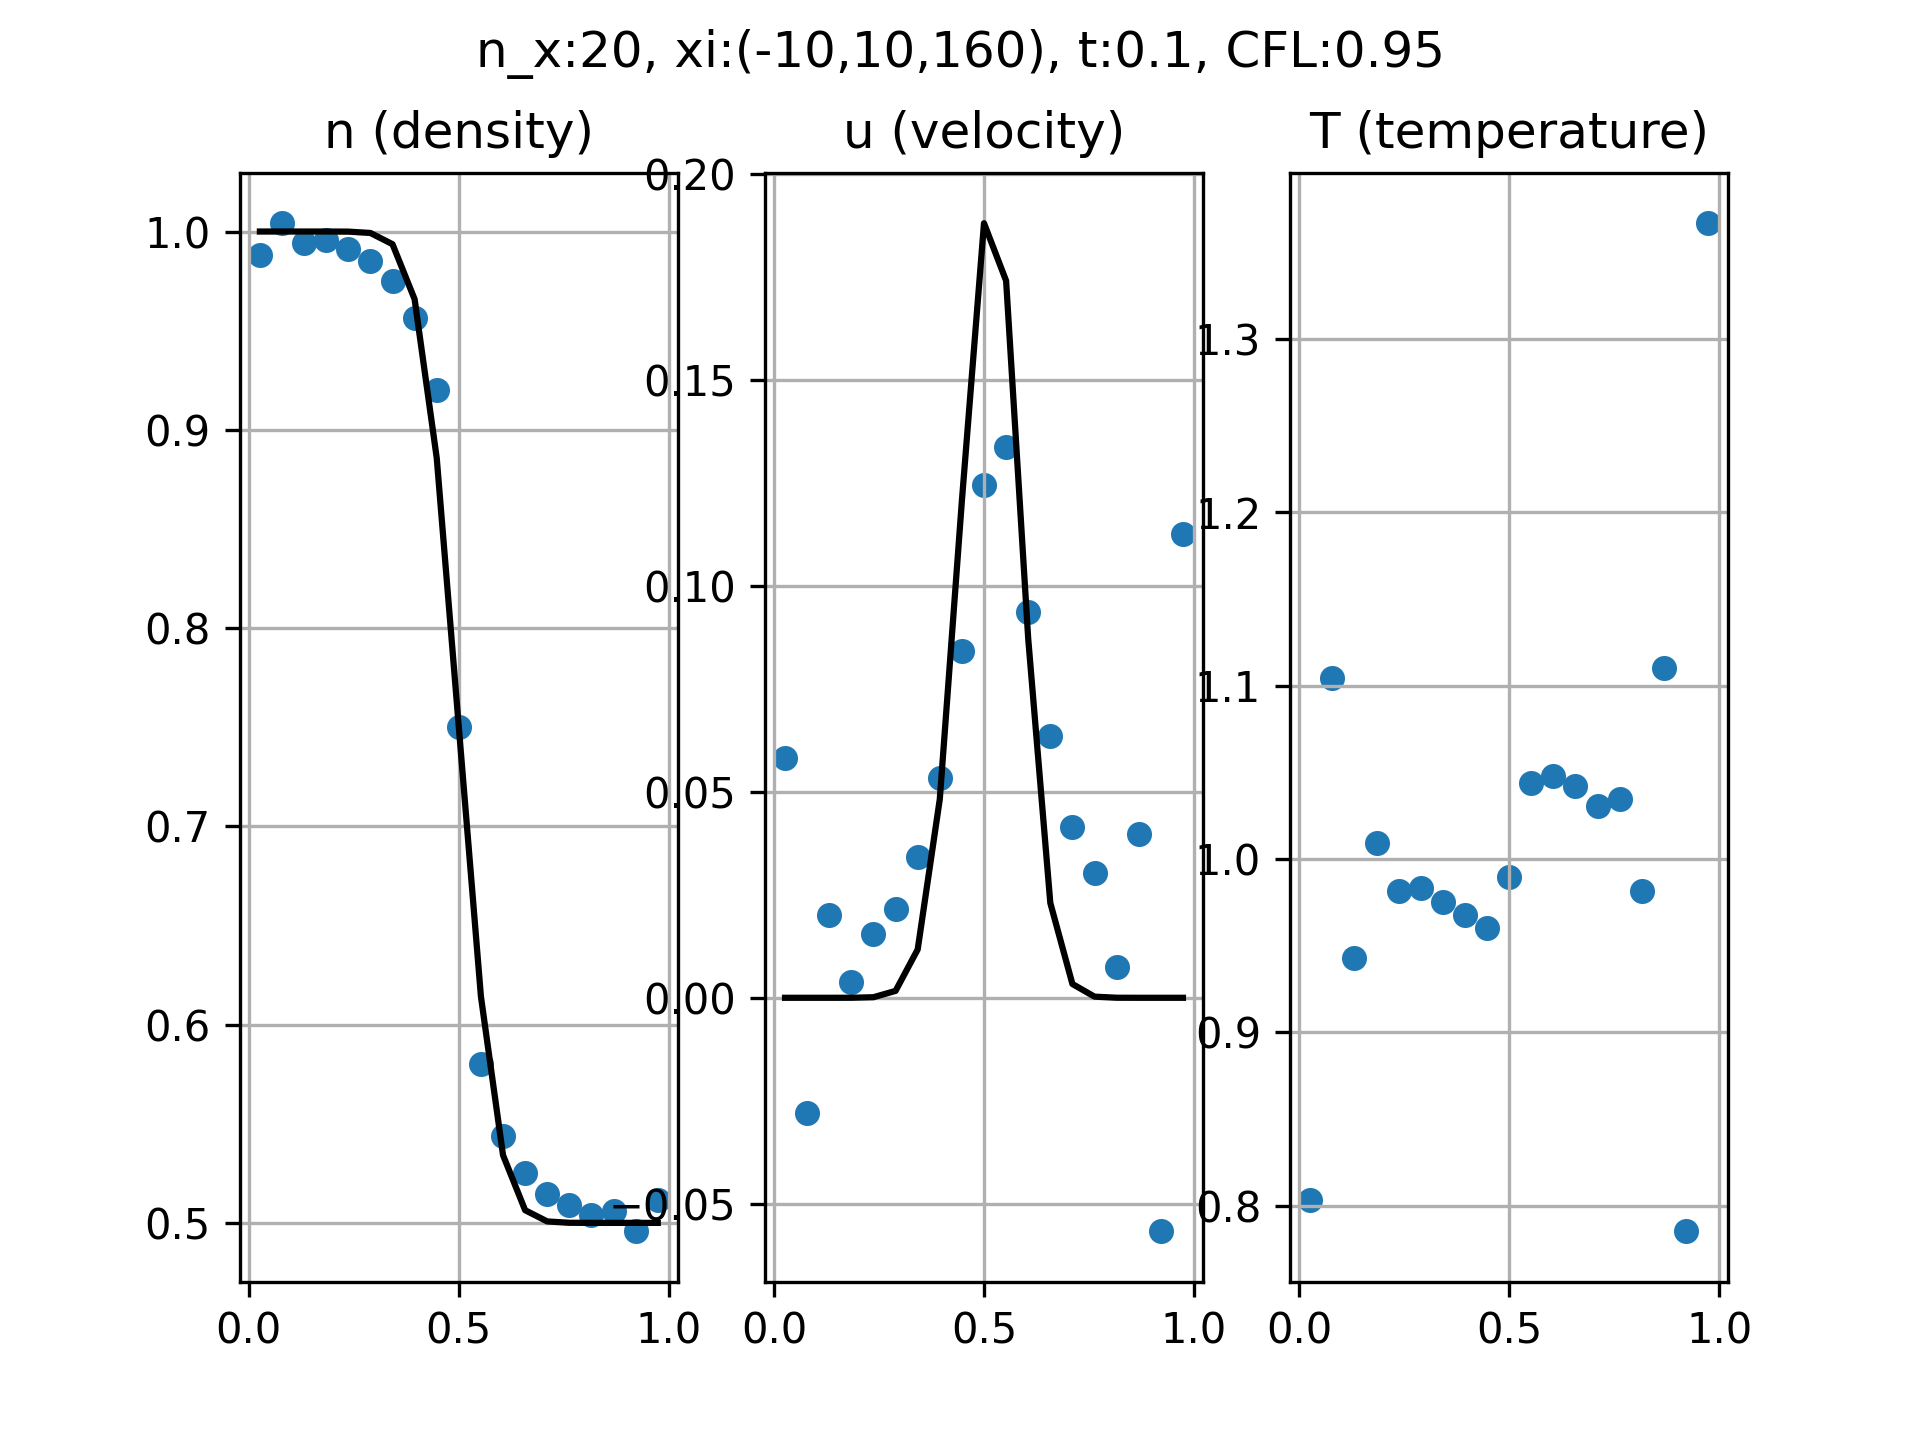 n_x:20, xi:(-10,10,160), t:0.1, CFL:0.95
n (density)
u (velocity)
T (temperature)
1.0
0.9
0.8
0.7
0.6
0.5
0.0 0.5 1.0
0.20
0.15
0.10
0.05
0.00
−0.05
0.0 0.5 1.0
1.3
1.2
1.1
1.0
0.9
0.8
0.0 0.5 1.0